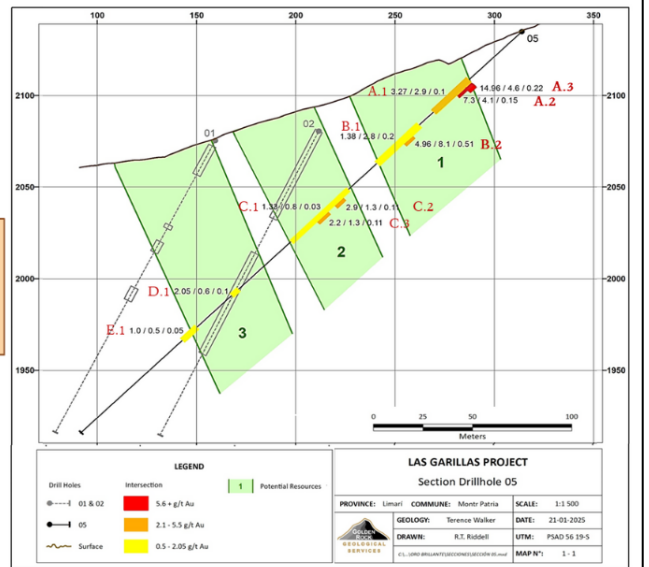 100 150 200 250 300 350
05
2100 2100
A.1 3.27 / 2.9 / 0.1 14.96 / 4.6 / 0.22 A.3
7.3 / 4.1 / 0.15 A.2
01 02 B.1
1.38 / 2.8 / 0.2
4.96 / 8.1 / 0.51 B.2
1
2050 2050
C.1 1.33 / 0.8 / 0.03 2.9 / 1.3 / 0.11 C.2
2.2 / 1.3 / 0.11 C.3
2
2000 2000
D.1 2.05 / 0.6 / 0.1
E.1 1.0 / 0.5 / 0.05
3
1950 1950
0 25 50 100
Meters
LEGEND
Drill Holes Intersection 1 Potential Resources
01 & 02 5.6 + g/t Au
05 2.1 - 5.5 g/t Au
Surface 0.5 - 2.05 g/t Au
LAS GARILLAS PROJECT
Section Drillhole 05
PROVINCE: Limarí COMMUNE: Montr Patria SCALE: 1:1 500
GEOLOGY: Terence Walker DATE: 21-01-2025
DRAWN: R.T. Riddell UTM: PSAD 56 19-S
MAP Nº: 1 - 1
GOLDEN ROCK
GEOLOGICAL SERVICES